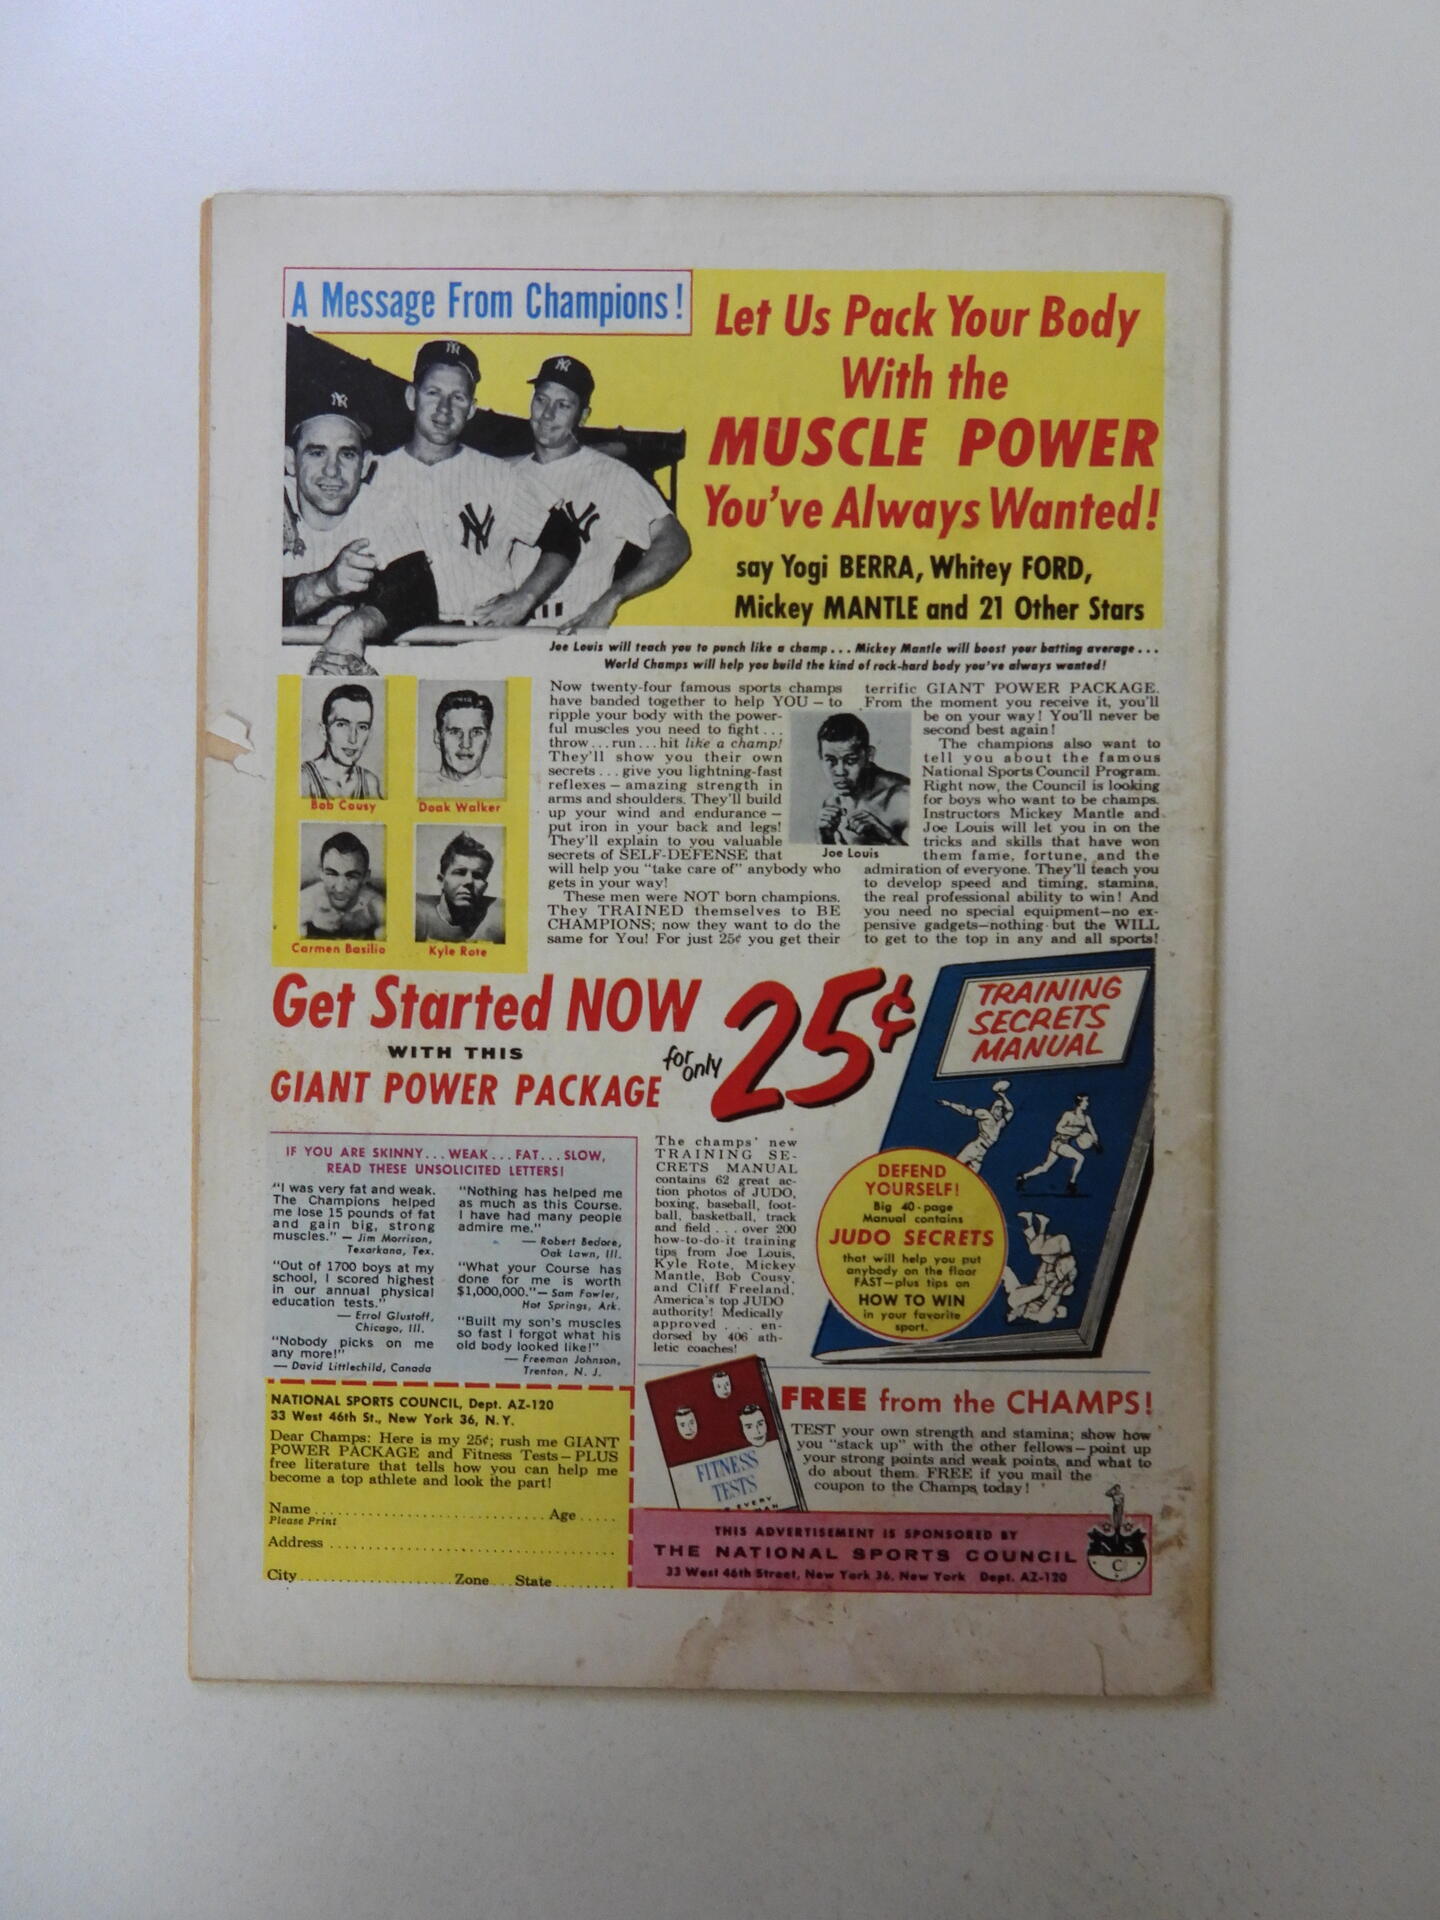 A Message From Champions!
Let Us Pack Your Body
With the
MUSCLE POWER
You've Always Wanted!
say Yogi BERRA, Whitey FORD,
Mickey MANTLE and 21 Other Stars
Joe Louis will teach you to punch like a champ... Mickey Mantle will boost your batting average...
World Champs will help you build the kind of rock-hard body you've always wanted!
Bob Cousy
Doak Walker
Carmen Basilio
Kyle Rote
Now twenty-four famous sports champs
have banded together to help YOU – to
ripple your body with the power-
ful muscles you need to fight...
throw...run...hit like a champ!
They'll show you their own
secrets...give you lightning-fast
reflexes – amazing strength in
arms and shoulders. They'll build
up your wind and endurance –
put iron in your back and legs!
They'll explain to you valuable
secrets of SELF-DEFENSE that
will help you "take care of" anybody who
gets in your way!
These men were NOT born champions.
They TRAINED themselves to BE
CHAMPIONS; now they want to do the
same for You! For just 25¢ you get their
Joe Louis
terrific GIANT POWER PACKAGE.
From the moment you receive it, you'll
be on your way! You'll never be
second best again!
The champions also want to
tell you about the famous
National Sports Council Program.
Right now, the Council is looking
for boys who want to be champs.
Instructors Mickey Mantle and
Joe Louis will let you in on the
tricks and skills that have won
them fame, fortune, and the
admiration of everyone. They'll teach you
to develop speed and timing, stamina,
the real professional ability to win! And
you need no special equipment—no ex-
pensive gadgets—nothing but the WILL
to get to the top in any and all sports!
Get Started NOW
WITH THIS
GIANT POWER PACKAGE
for only
25¢
TRAINING
SECRETS
MANUAL
DEFEND
YOURSELF!
Big 40-page
Manual contains
JUDO SECRETS
that will help you put
anybody on the floor
FAST—plus tips on
HOW TO WIN
in your favorite
sport.
IF YOU ARE SKINNY...WEAK...FAT...SLOW,
READ THESE UNSOLICITED LETTERS!
"I was very fat and weak.
The Champions helped
me lose 15 pounds of fat
and gain big, strong
muscles." — Jim Morrison,
Texarkana, Tex.
"Out of 1700 boys at my
school, I scored highest
in our annual physical
education tests."
— Errol Glustoff,
Chicago, Ill.
"Nobody picks on me
any more!"
— David Littlechild, Canada
"Nothing has helped me
as much as this Course.
I have had many people
admire me."
— Robert Bedore,
Oak Lawn, Ill.
"What your Course has
done for me is worth
$1,000,000."— Sam Fowler,
Hot Springs, Ark.
"Built my son's muscles
so fast I forgot what his
old body looked like!"
— Freeman Johnson,
Trenton, N. J.
The champs' new
TRAINING SE-
CRETS MANUAL
contains 62 great ac-
tion photos of JUDO,
boxing, baseball, foot-
ball, basketball, track
and field...over 200
how-to-do-it training
tips from Joe Louis,
Kyle Rote, Mickey
Mantle, Bob Cousy,
and Cliff Freeland,
America's top JUDO
authority! Medically
approved...en-
dorsed by 406 ath-
letic coaches!
NATIONAL SPORTS COUNCIL, Dept. AZ-120
33 West 46th St., New York 36, N.Y.
Dear Champs: Here is my 25¢; rush me GIANT
POWER PACKAGE and Fitness Tests—PLUS
free literature that tells how you can help me
become a top athlete and look the part!
Name..............................Age.....
Please Print
Address........................................
City....................Zone...State........
FITNESS
TESTS
EVERY
FREE from the CHAMPS!
TEST your own strength and stamina; show how
you "stack up" with the other fellows—point up
your strong points and weak points, and what to
do about them. FREE if you mail the
coupon to the Champs today!
THIS ADVERTISEMENT IS SPONSORED BY
THE NATIONAL SPORTS COUNCIL
33 West 46th Street, New York 36, New York Dept. AZ-120
N S
C